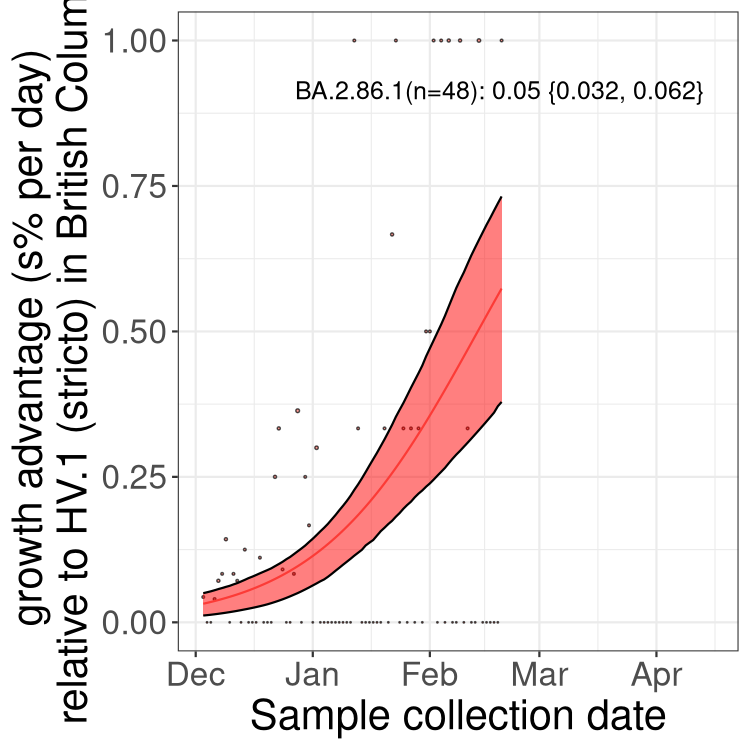 growth advantage (s% per day)
relative to HV.1 (stricto) in British Colum
1.00
0.75
0.50
0.25
0.00
BA.2.86.1(n=48): 0.05 {0.032, 0.062}
Dec Jan Feb Mar Apr
Sample collection date